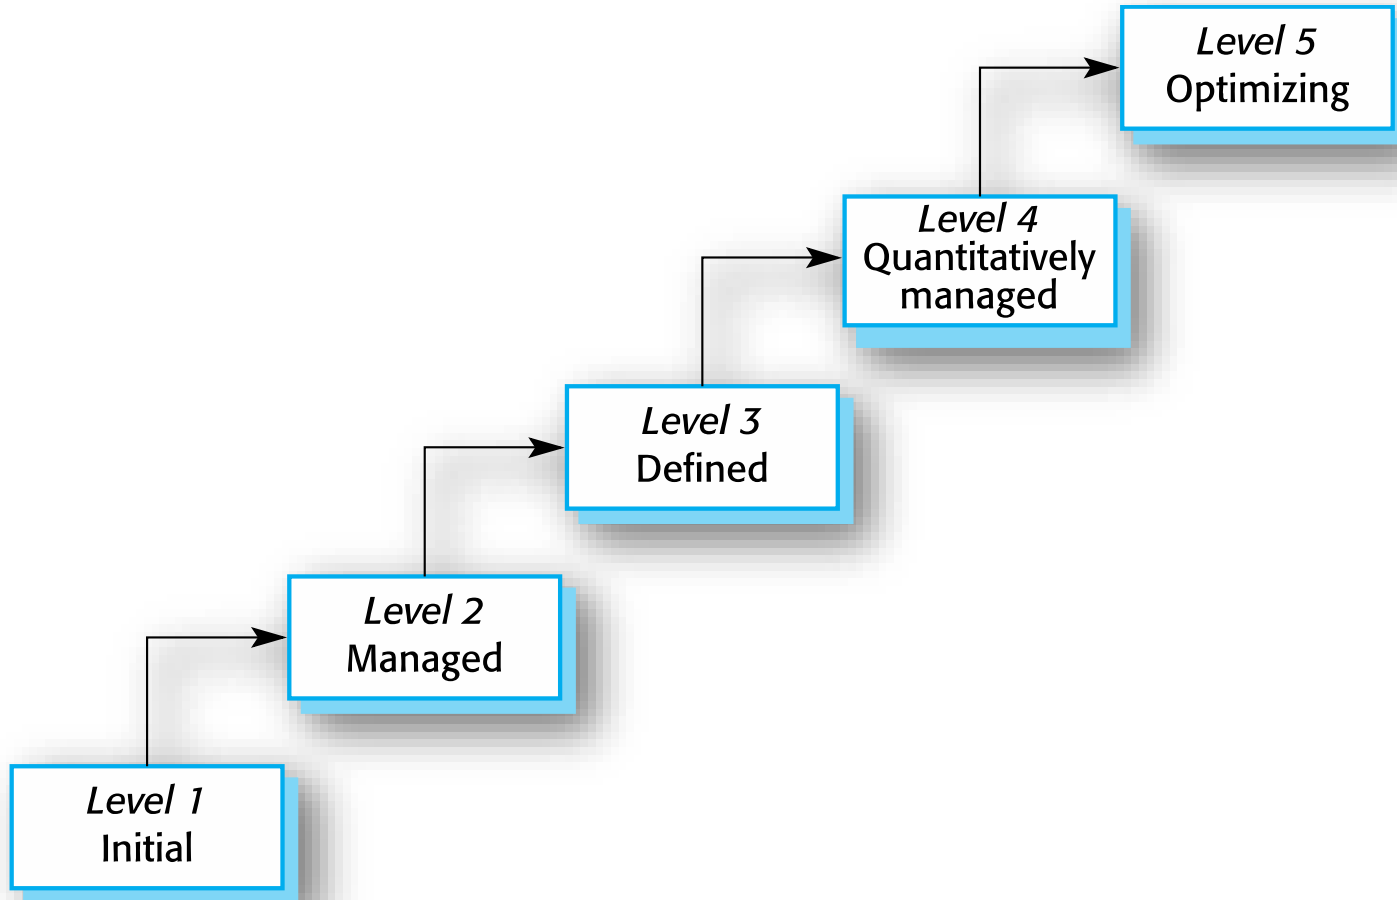 Level 5
Optimizing
Level 4
Quantitatively
managed
Level 3
Defined
Level 2
Managed
Level 1
Initial